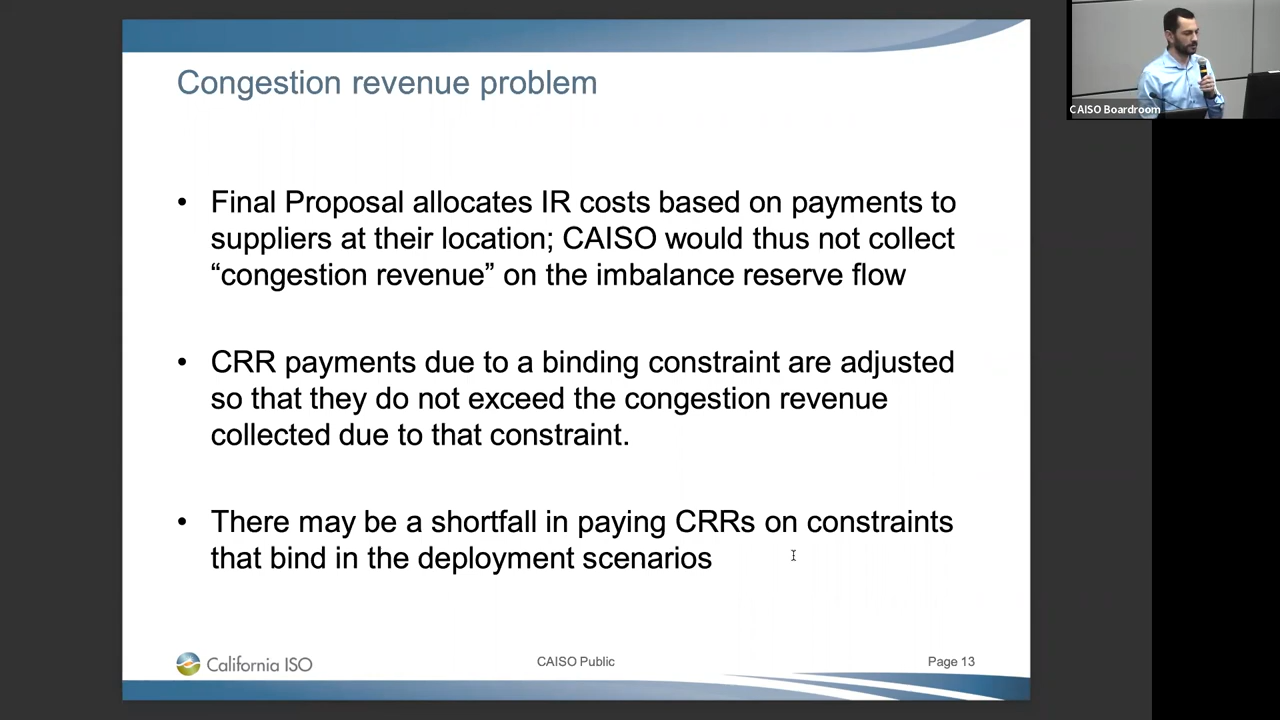 Congestion revenue problem
• Final Proposal allocates IR costs based on payments to
suppliers at their location; CAISO would thus not collect
“congestion revenue” on the imbalance reserve flow
• CRR payments due to a binding constraint are adjusted
so that they do not exceed the congestion revenue
collected due to that constraint.
• There may be a shortfall in paying CRRs on constraints
that bind in the deployment scenarios
California ISO
CAISO Public
Page 13
CAISO Boardroom